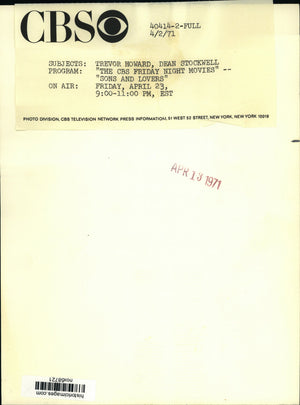 CBS
40414-2-FULL
4/2/71
SUBJECTS: TREVOR HOWARD, DEAN STOCKWELL
PROGRAM: "THE CBS FRIDAY NIGHT MOVIES" --
"SONS AND LOVERS"
ON AIR: FRIDAY, APRIL 23,
9:00-11:00 PM, EST
PHOTO DIVISION, CBS TELEVISION NETWORK PRESS INFORMATION, 51 WEST 52 STREET, NEW YORK, NEW YORK 10019
APR 13 1971
historicimages.com